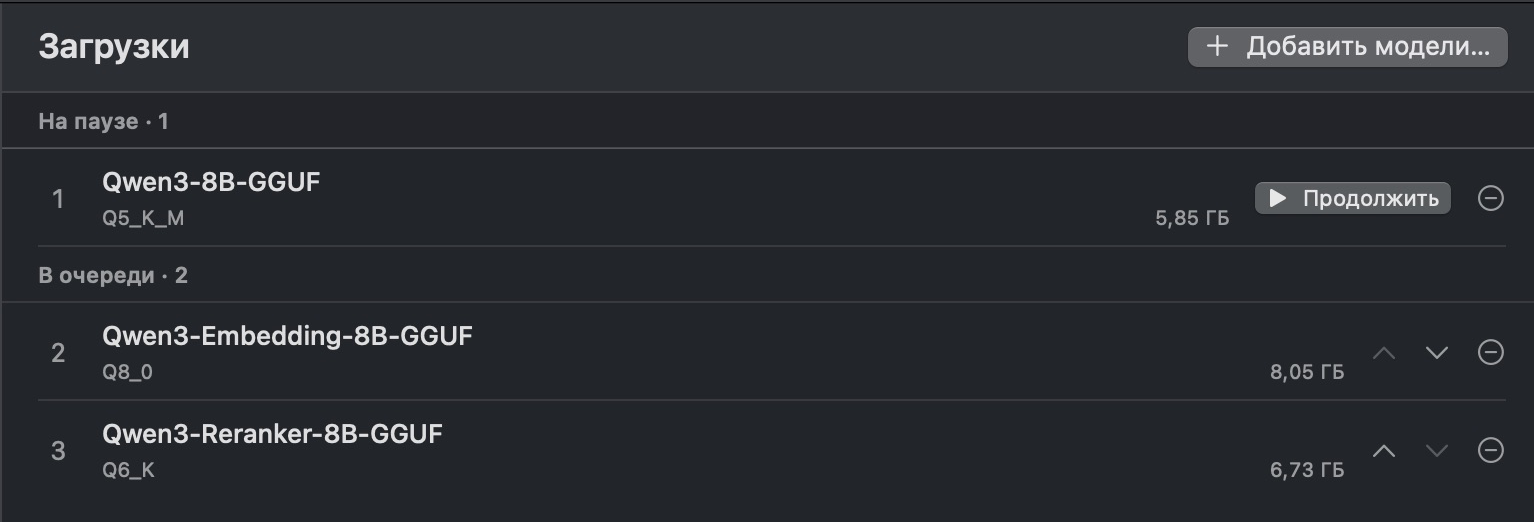 Загрузки
+ Добавить модели...
На паузе · 1
1
Qwen3-8B-GGUF
Q5_K_M
5,85 ГБ
Продолжить
В очереди · 2
2
Qwen3-Embedding-8B-GGUF
Q8_0
8,05 ГБ
3
Qwen3-Reranker-8B-GGUF
Q6_K
6,73 ГБ